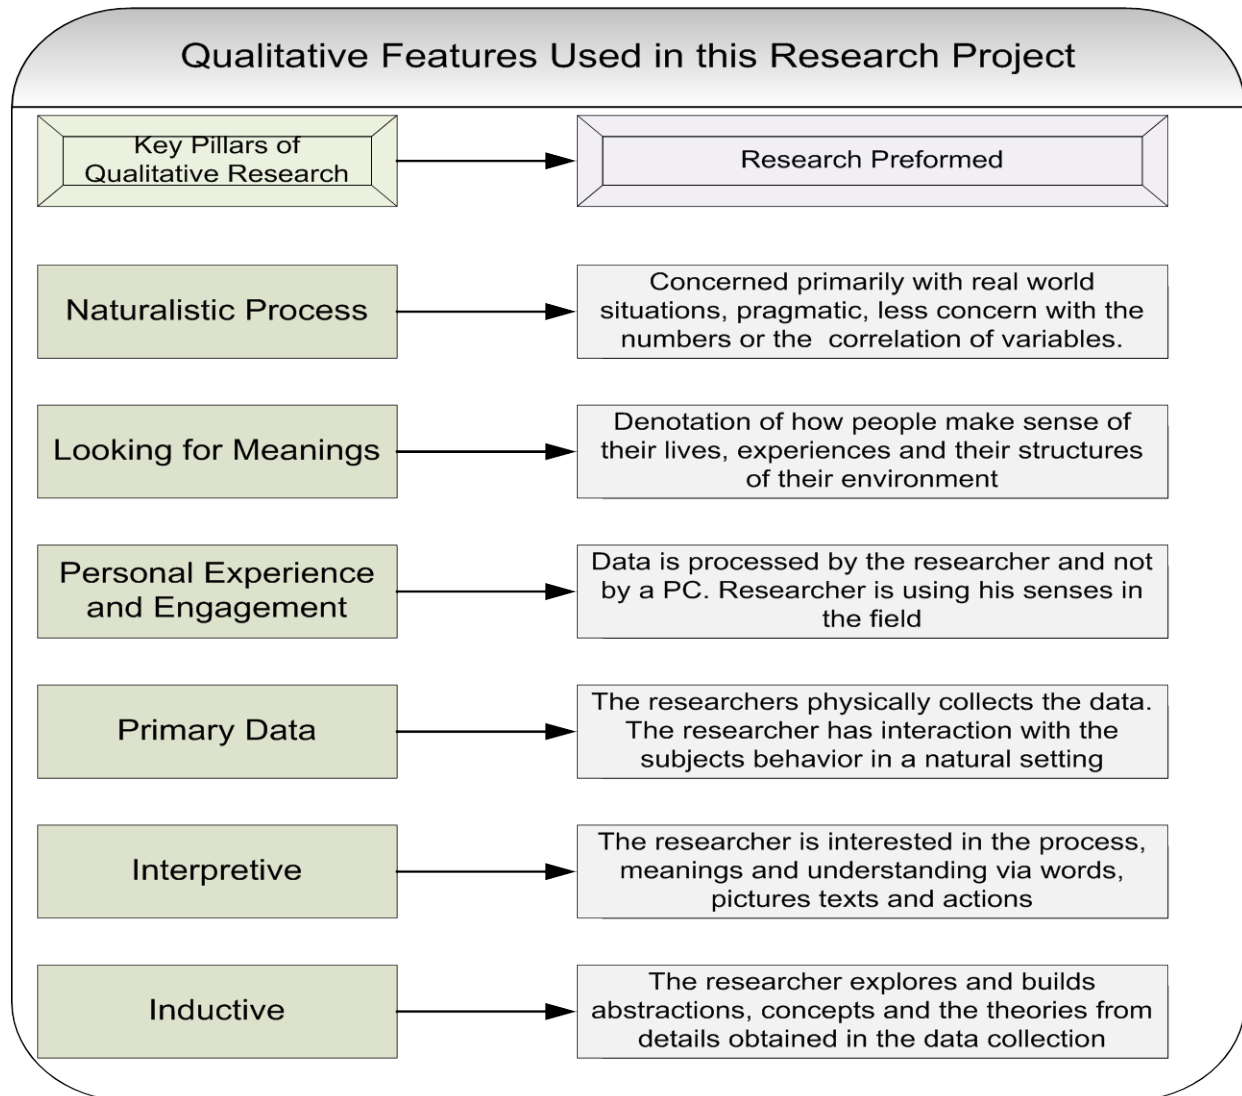 Qualitative Features Used in this Research Project
Key Pillars of
Qualitative Research
Research Preformed
Naturalistic Process
Concerned primarily with real world
situations, pragmatic, less concern with the
numbers or the correlation of variables.
Looking for Meanings
Denotation of how people make sense of
their lives, experiences and their structures
of their environment
Personal Experience
and Engagement
Data is processed by the researcher and not
by a PC. Researcher is using his senses in
the field
Primary Data
The researchers physically collects the data.
The researcher has interaction with the
subjects behavior in a natural setting
Interpretive
The researcher is interested in the process,
meanings and understanding via words,
pictures texts and actions
Inductive
The researcher explores and builds
abstractions, concepts and the theories from
details obtained in the data collection